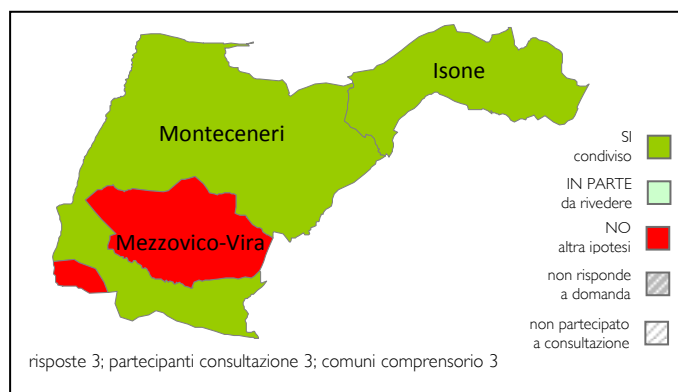 Isone
Monteceneri
Mezzovico-Vira
SI
condiviso
IN PARTE
da rivedere
NO
altra ipotesi
non risponde
a domanda
non partecipato
a consultazione
risposte 3; partecipanti consultazione 3; comuni comprensorio 3